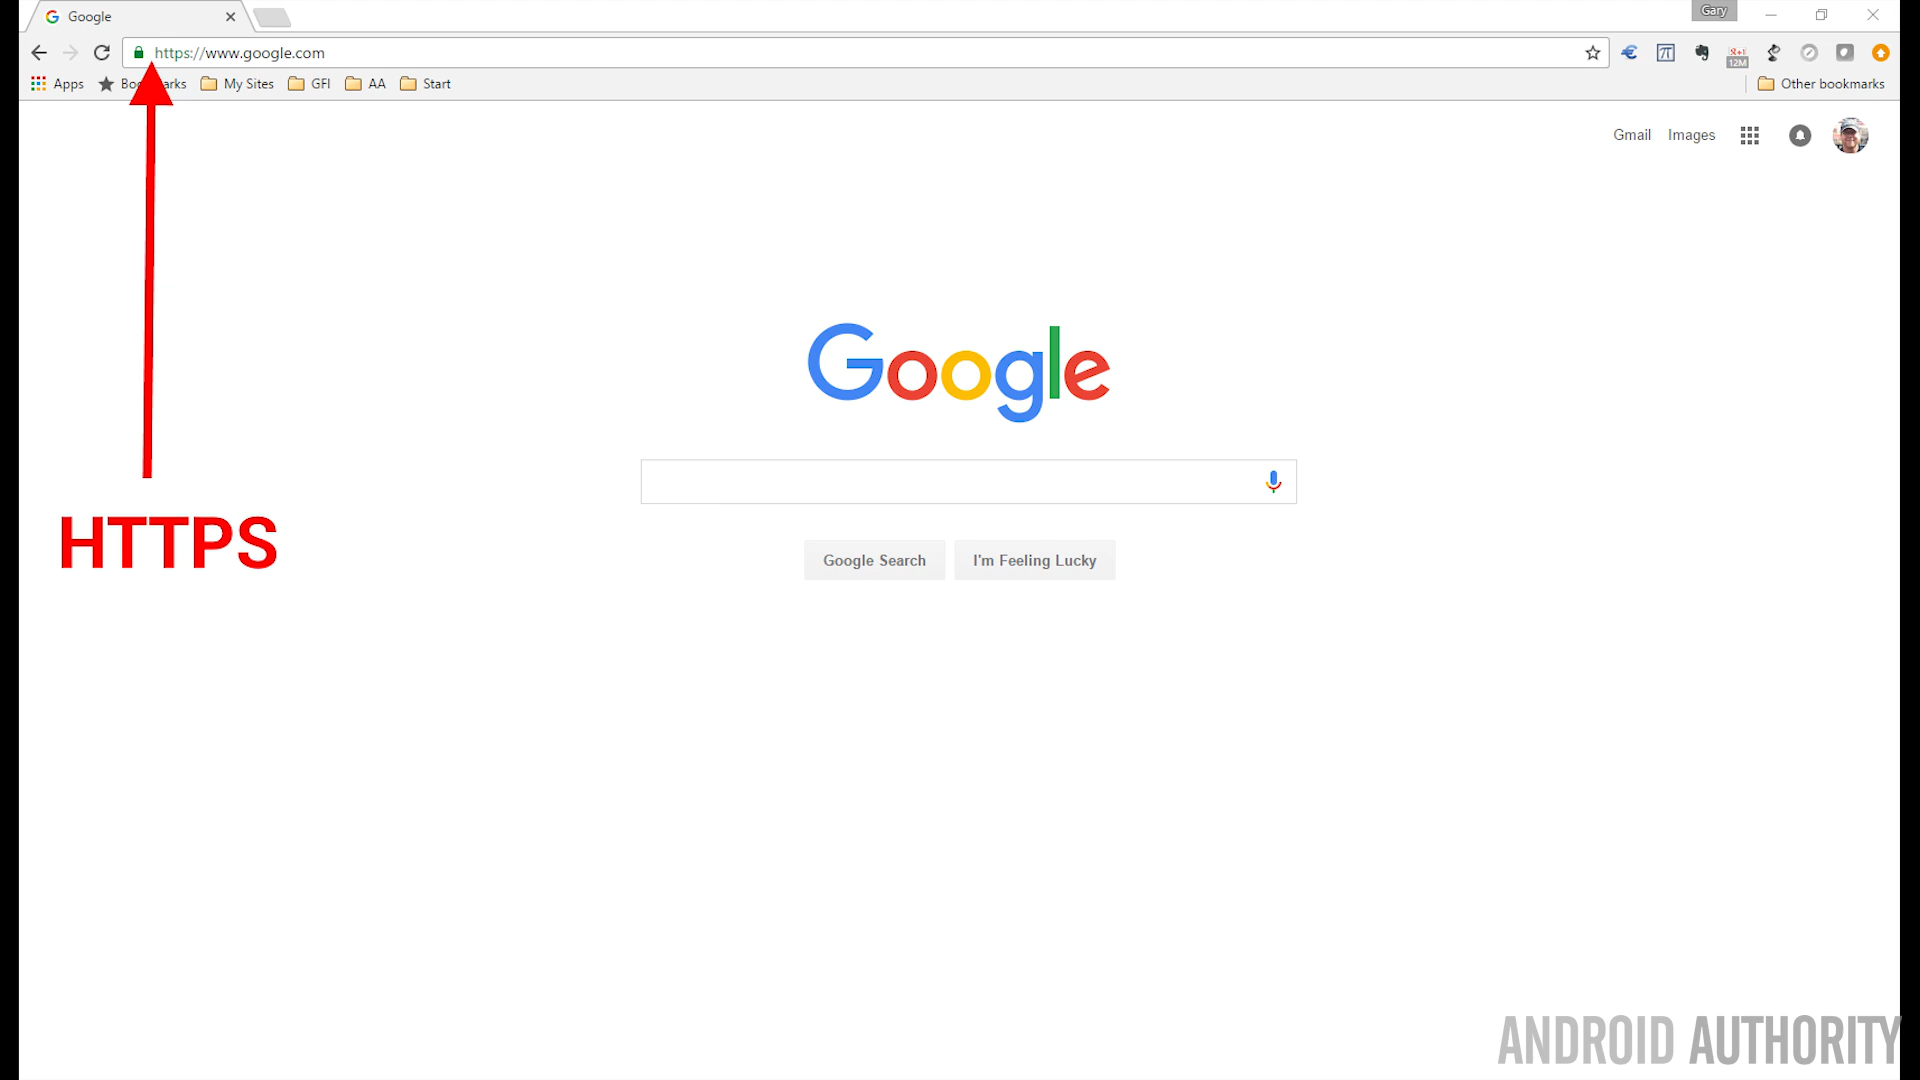 Google
Gary
https://www.google.com
12M
Apps
My Sites
GFI
AA
Start
Other bookmarks
Gmail
Images
Google
HTTPS
Google Search
I'm Feeling Lucky
ANDROID AUTHORITY